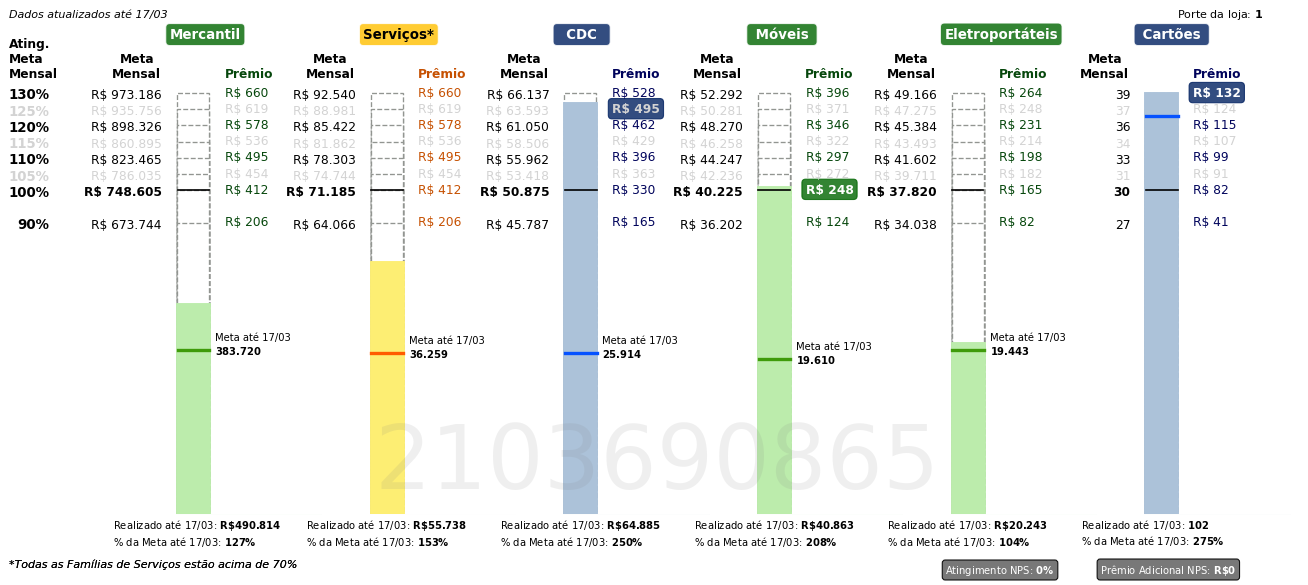 Dados atualizados até 17/03
Porte da loja: 1
Mercantil Serviços* CDC Móveis Eletroportáteis Cartões
Ating. Meta Mensal Meta Mensal Prêmio Meta Mensal Prêmio Meta Mensal Prêmio Meta Mensal Prêmio Meta Mensal Prêmio Meta Mensal Prêmio
130% R$ 973.186 R$ 660 R$ 92.540 R$ 660 R$ 66.137 R$ 528 R$ 52.292 R$ 396 R$ 49.166 R$ 264 39 R$ 132
125% R$ 935.756 R$ 619 R$ 88.981 R$ 619 R$ 63.593 R$ 495 R$ 50.281 R$ 371 R$ 47.275 R$ 248 37 R$ 124
120% R$ 898.326 R$ 578 R$ 85.422 R$ 578 R$ 61.050 R$ 462 R$ 48.270 R$ 346 R$ 45.384 R$ 231 36 R$ 115
115% R$ 860.895 R$ 536 R$ 81.862 R$ 536 R$ 58.506 R$ 429 R$ 46.258 R$ 322 R$ 43.493 R$ 214 34 R$ 107
110% R$ 823.465 R$ 495 R$ 78.303 R$ 495 R$ 55.962 R$ 396 R$ 44.247 R$ 297 R$ 41.602 R$ 198 33 R$ 99
105% R$ 786.035 R$ 454 R$ 74.744 R$ 454 R$ 53.418 R$ 363 R$ 42.236 R$ 272 R$ 39.711 R$ 182 31 R$ 91
100% R$ 748.605 R$ 412 R$ 71.185 R$ 412 R$ 50.875 R$ 330 R$ 40.225 R$ 248 R$ 37.820 R$ 165 30 R$ 82
90% R$ 673.744 R$ 206 R$ 64.066 R$ 206 R$ 45.787 R$ 165 R$ 36.202 R$ 124 R$ 34.038 R$ 82 27 R$ 41
Meta até 17/03 Meta até 17/03 Meta até 17/03 Meta até 17/03 Meta até 17/03
383.720 36.259 25.914 19.610 19.443
2103690865
Realizado até 17/03: R$490.814 Realizado até 17/03: R$55.738 Realizado até 17/03: R$64.885 Realizado até 17/03: R$40.863 Realizado até 17/03: R$20.243 Realizado até 17/03: 102
% da Meta até 17/03: 127% % da Meta até 17/03: 153% % da Meta até 17/03: 250% % da Meta até 17/03: 208% % da Meta até 17/03: 104% % da Meta até 17/03: 275%
*Todas as Famílias de Serviços estão acima de 70%
Atingimento NPS: 0% Prêmio Adicional NPS: R$0